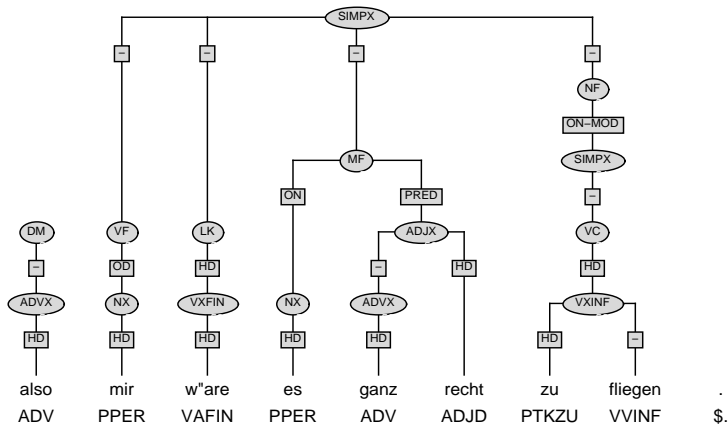 SIMPX
– – – –
NF
ON–MOD
MF SIMPX
ON PRED –
DM VF LK ADJX VC
– OD HD – HD HD
ADVX NX VXFIN NX ADVX VXINF
HD HD HD HD HD HD –
also mir w"are es ganz recht zu fliegen .
ADV PPER VAFIN PPER ADV ADJD PTKZU VVINF $.